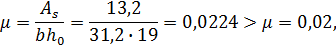 μ = A_s / bh_0 = 13,2 / 31,2 · 19 = 0,0224 > μ = 0,02,